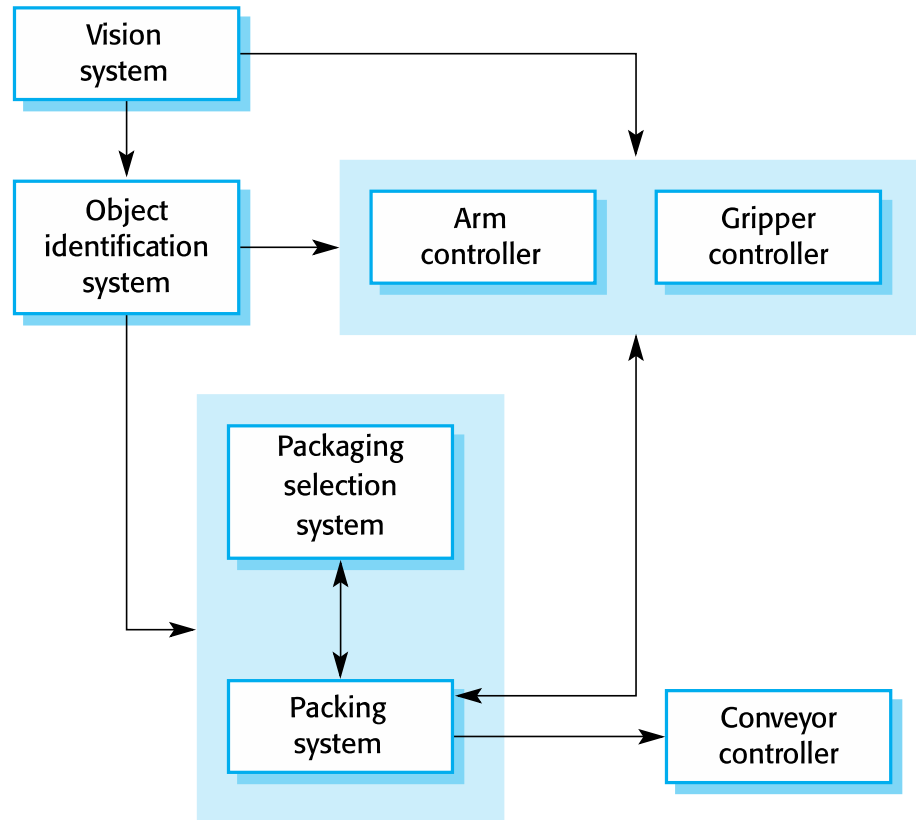 Vision
system
Object
identification
system
Arm
controller
Gripper
controller
Packaging
selection
system
Packing
system
Conveyor
controller